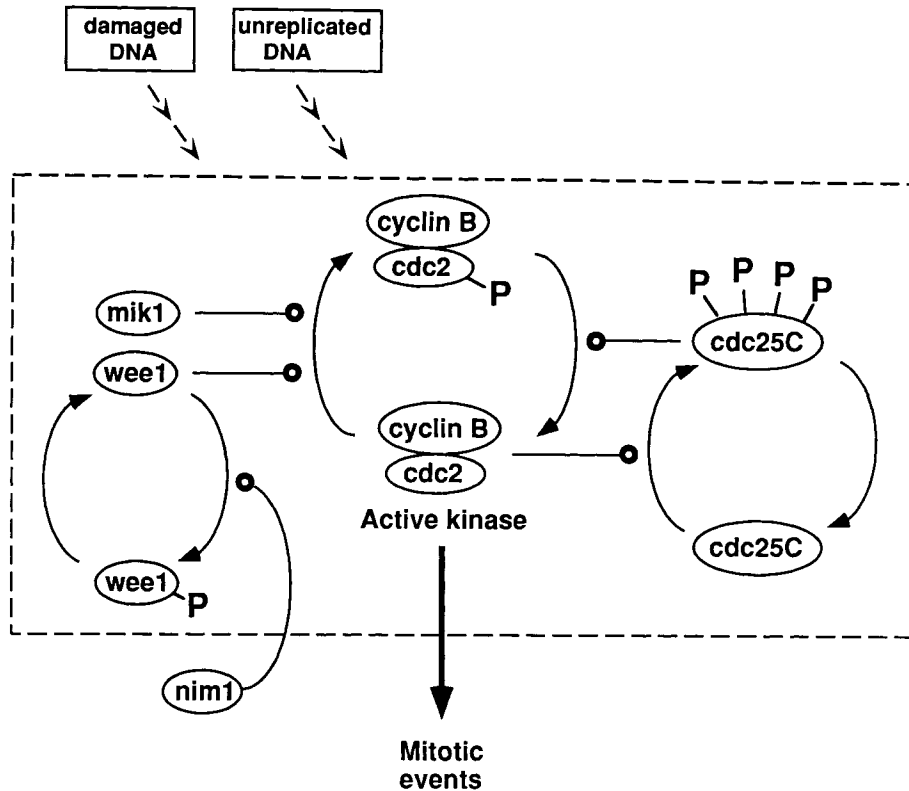 damaged
DNA
unreplicated
DNA
cyclin B
cdc2
P
mik1
wee1
P P P P
cdc25C
cyclin B
cdc2
Active kinase
wee1
P
cdc25C
nim1
Mitotic
events